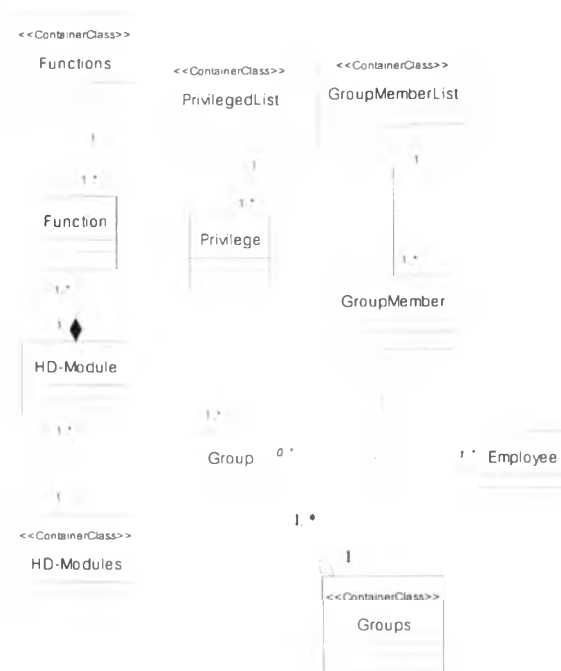 <<ContainerClass>>
Functions
<<ContainerClass>>
PrivilegedList
<<ContainerClass>>
GroupMemberList
1
1
1
1..*
1..*
1..*
Function
Privilege
GroupMember
1..*
1
HD-Module
1..*
1..*
Group
0..*
1..*
Employee
1
1..*
<<ContainerClass>>
HD-Modules
1
<<ContainerClass>>
Groups